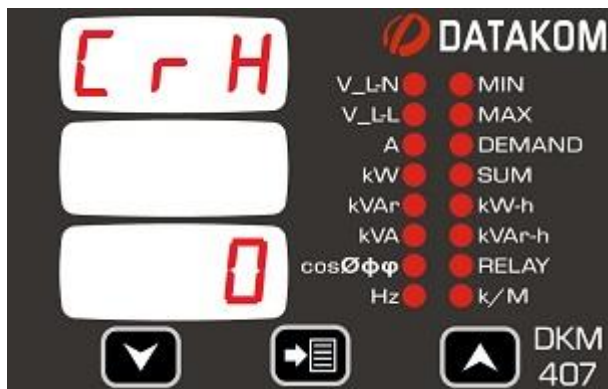 DATAKOM
CrH
0
V_L-N
V_L-L
A
kW
kVAr
kVA
cosØφφ
Hz
MIN
MAX
DEMAND
SUM
kW-h
kVAr-h
RELAY
k/M
DKM
407